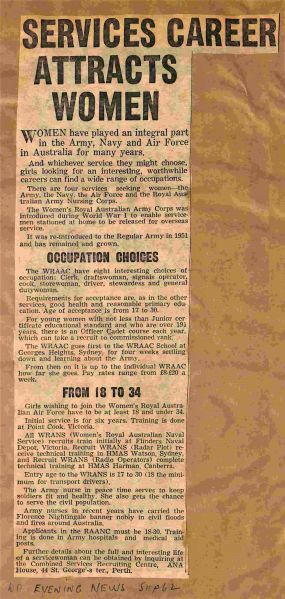 SERVICES CAREER
ATTRACTS
WOMEN
WOMEN have played an integral part
in the Army, Navy and Air Force
in Australia for many years.
And whichever service they might choose,
girls looking for an interesting, worthwhile
careers can find a wide range of occupations.
There are four services seeking women—the
Army, the Navy, the Air Force and the Royal Aus-
tralian Army Nursing Corps.
The Women's Royal Australian Army Corps was
introduced during World War I to enable service-
men stationed at home to be released for overseas
service.
It was re-introduced to the Regular Army in 1951
and has remained and grown.
OCCUPATION CHOICES
The WRAAC have eight interesting choices of
occupation: Clerk, draftswoman, signals operator,
cook, storewoman, driver, stewardess and general
dutywoman.
Requirements for acceptance are, as in the other
services, good health and reasonable primary edu-
cation. Age of acceptance is from 17 to 30.
For young women with not less than Junior cer-
tificate educational standard and who are over 19½
years, there is an Officer Cadet course each year,
which can take a recruit to commissioned rank.
The WRAAC goes first to the WRAAC School at
Georges Heights, Sydney, for four weeks settling
down and learning about the Army.
From then on it is up to the individual WRAAC
how far she goes. Pay rates range from £8-£20 a
week.
FROM 18 TO 34
Girls wishing to join the Women's Royal Austra-
lian Air Force have to be at least 18 and under 34.
Initial service is for six years. Training is done
at Point Cook, Victoria.
All WRANS (Women's Royal Australian Naval
Service) recruits train initially at Flinders Naval
Depot, Victoria. Recruit WRANS (Radar) train
in HMAS Watson, Sydney,
and Recruit WRANS (Radio Operators) complete
technical training at HMAS Harman, Canberra.
Entry age to the WRANS is 17 to 30 (18 the mini-
mum for transport drivers).
The Army nurse in peace time serves to keep
soldiers fit and healthy. She also gets the chance
to serve the civil population.
Army nurses in recent years have carried the
Florence Nightingale banner nobly in civil floods
and fires around Australia.
Applicants in the RAANC must be 18-30. Train-
ing is done in Army hospitals and medical aid
posts.
Further details about the full and interesting life
of a servicewoman can be obtained by inquiring at
the Combined Services Recruiting Centre, ANA
House, 44 St. George's-ter., Perth.
EVENING NEWS